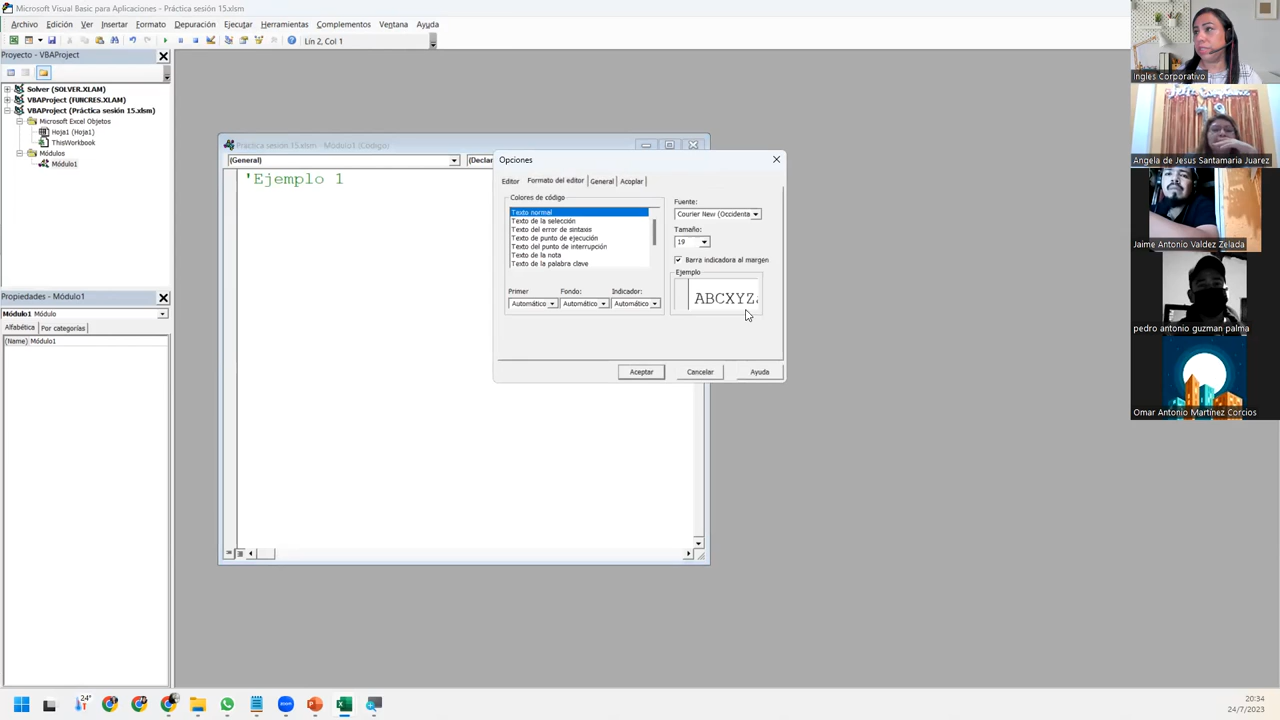 Microsoft Visual Basic para Aplicaciones - Práctica sesión 15.xlsm
Archivo Edición Ver Insertar Formato Depuración Ejecutar Herramientas Complementos Ventana Ayuda
Lín 2, Col 1
Proyecto - VBAProject
Solver (SOLVER.XLAM)
VBAProject (FUNCRES.XLAM)
VBAProject (Práctica sesión 15.xlsm)
Microsoft Excel Objetos
Hoja1 (Hoja1)
ThisWorkbook
Módulos
Módulo1
Propiedades - Módulo1
Módulo1 Módulo
Alfabética Por categorías
(Name) Módulo1
Práctica sesión 15.xlsm - Módulo1 (Código)
(General) (Declar
'Ejemplo 1
Opciones
Editor Formato del editor General Acoplar
Colores de código
Texto normal
Texto de la selección
Texto del error de sintaxis
Texto de punto de ejecución
Texto del punto de interrupción
Texto de la nota
Texto de la palabra clave
Primer Fondo: Indicador:
Automático Automático Automático
Fuente:
Courier New (Occidenta
Tamaño:
19
Barra indicadora al margen
Ejemplo
ABCXYZ
Aceptar Cancelar Ayuda
Ingles Corporativo
Angela de Jesus Santamaria Juarez
Jaime Antonio Valdez Zelada
pedro antonio guzman palma
Omar Antonio Martínez Corcios
24°
zoom
20:34
24/7/2023